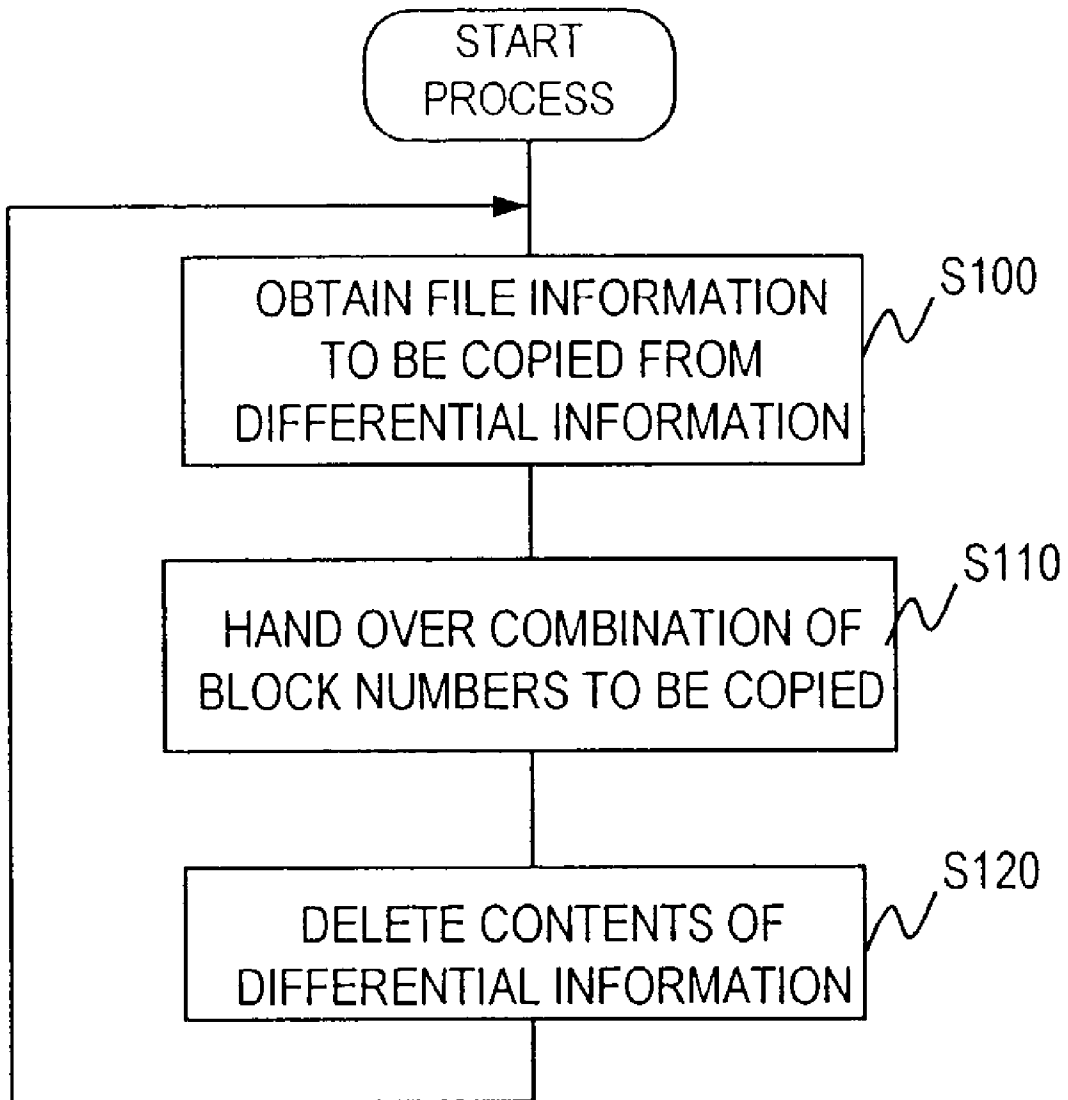 START
PROCESS
OBTAIN FILE INFORMATION
TO BE COPIED FROM
DIFFERENTIAL INFORMATION
S100
HAND OVER COMBINATION OF
BLOCK NUMBERS TO BE COPIED
S110
DELETE CONTENTS OF
DIFFERENTIAL INFORMATION
S120